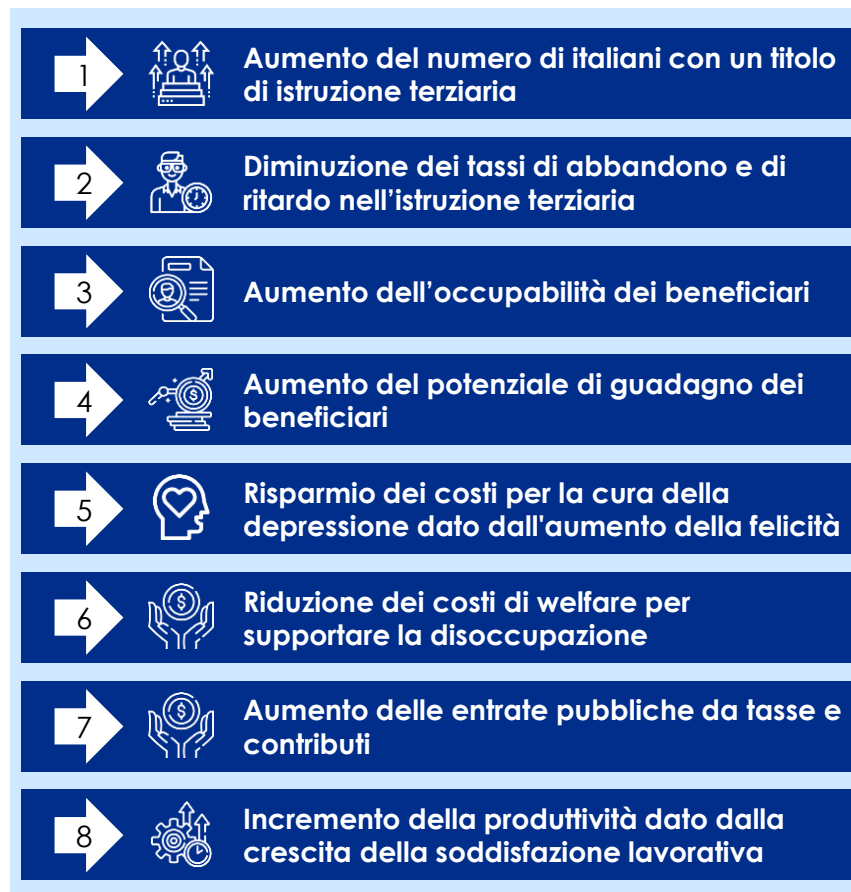 1
Aumento del numero di italiani con un titolo
di istruzione terziaria
2
Diminuzione dei tassi di abbandono e di
ritardo nell’istruzione terziaria
3
Aumento dell’occupabilità dei beneficiari
4
Aumento del potenziale di guadagno dei
beneficiari
5
Risparmio dei costi per la cura della
depressione dato dall'aumento della felicità
6
Riduzione dei costi di welfare per
supportare la disoccupazione
7
Aumento delle entrate pubbliche da tasse e
contributi
8
Incremento della produttività dato dalla
crescita della soddisfazione lavorativa